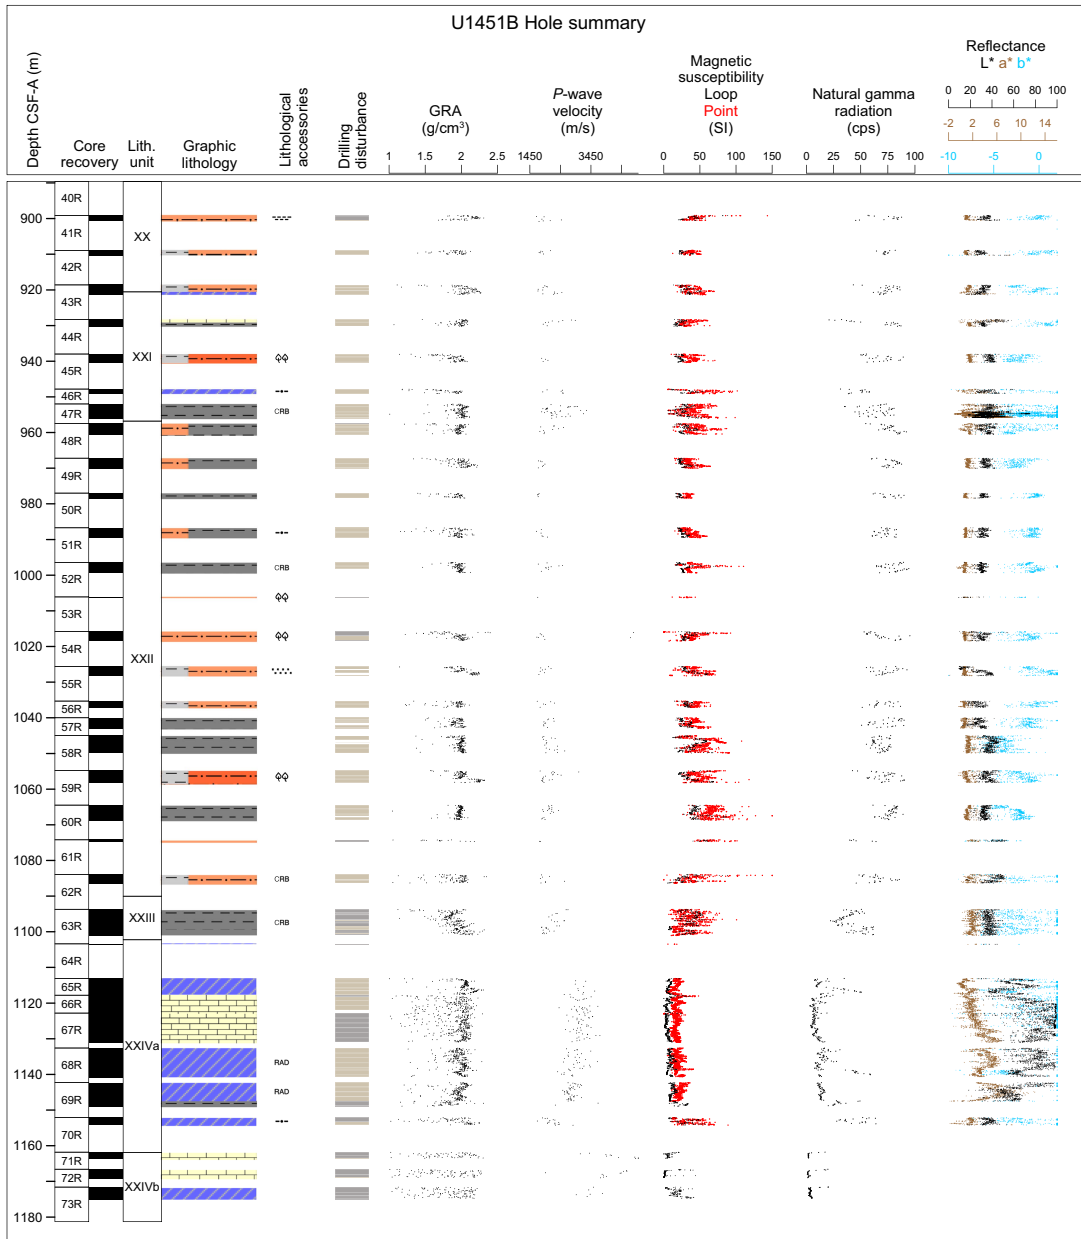 U1451B Hole summary
Depth CSF-A (m)
Core
recovery
Lith.
unit
Graphic
lithology
Lithological
accessories
Drilling
disturbance
GRA
(g/cm³)
1 1.5 2 2.5
P-wave
velocity
(m/s)
1450 3450
Magnetic
susceptibility
Loop
Point
(SI)
0 50 100 150
Natural gamma
radiation
(cps)
0 25 50 75 100
Reflectance
L* a* b*
0 20 40 60 80 100
-2 2 6 10 14
-10 -5 0
900
920
940
960
980
1000
1020
1040
1060
1080
1100
1120
1140
1160
1180
40R
41R
42R
43R
44R
45R
46R
47R
48R
49R
50R
51R
52R
53R
54R
55R
56R
57R
58R
59R
60R
61R
62R
63R
64R
65R
66R
67R
68R
69R
70R
71R
72R
73R
XX
XXI
XXII
XXIII
XXIVa
XXIVb
CRB
CRB
CRB
CRB
RAD
RAD